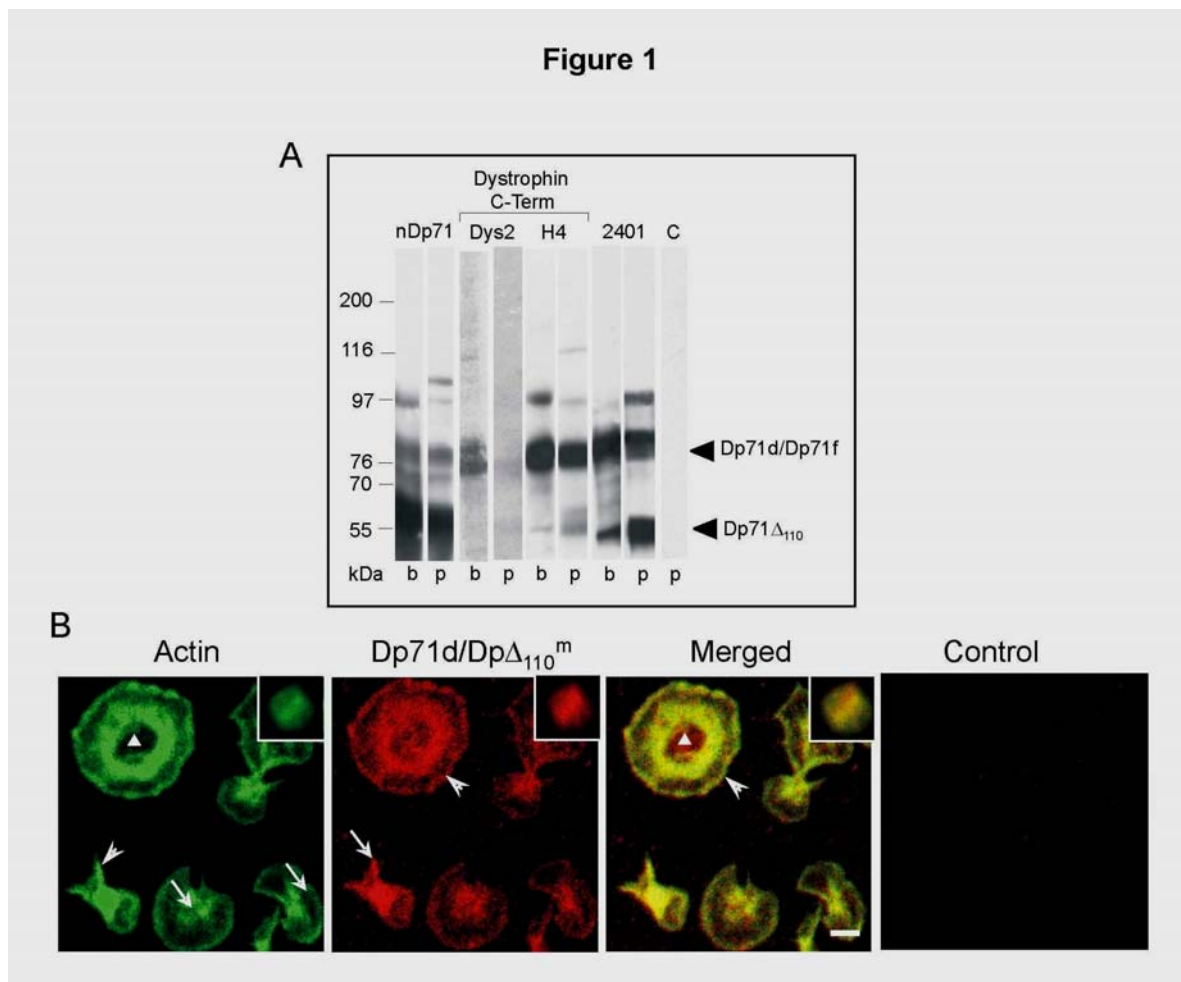 Figure 1
A
Dystrophin
C-Term
nDp71 Dys2 H4 2401 C
200
116
97
76
70
55
Dp71d/Dp71f
Dp71Δ₁₁₀
kDa b p b p b p b p p
B
Actin Dp71d/DpΔ₁₁₀ᵐ Merged Control